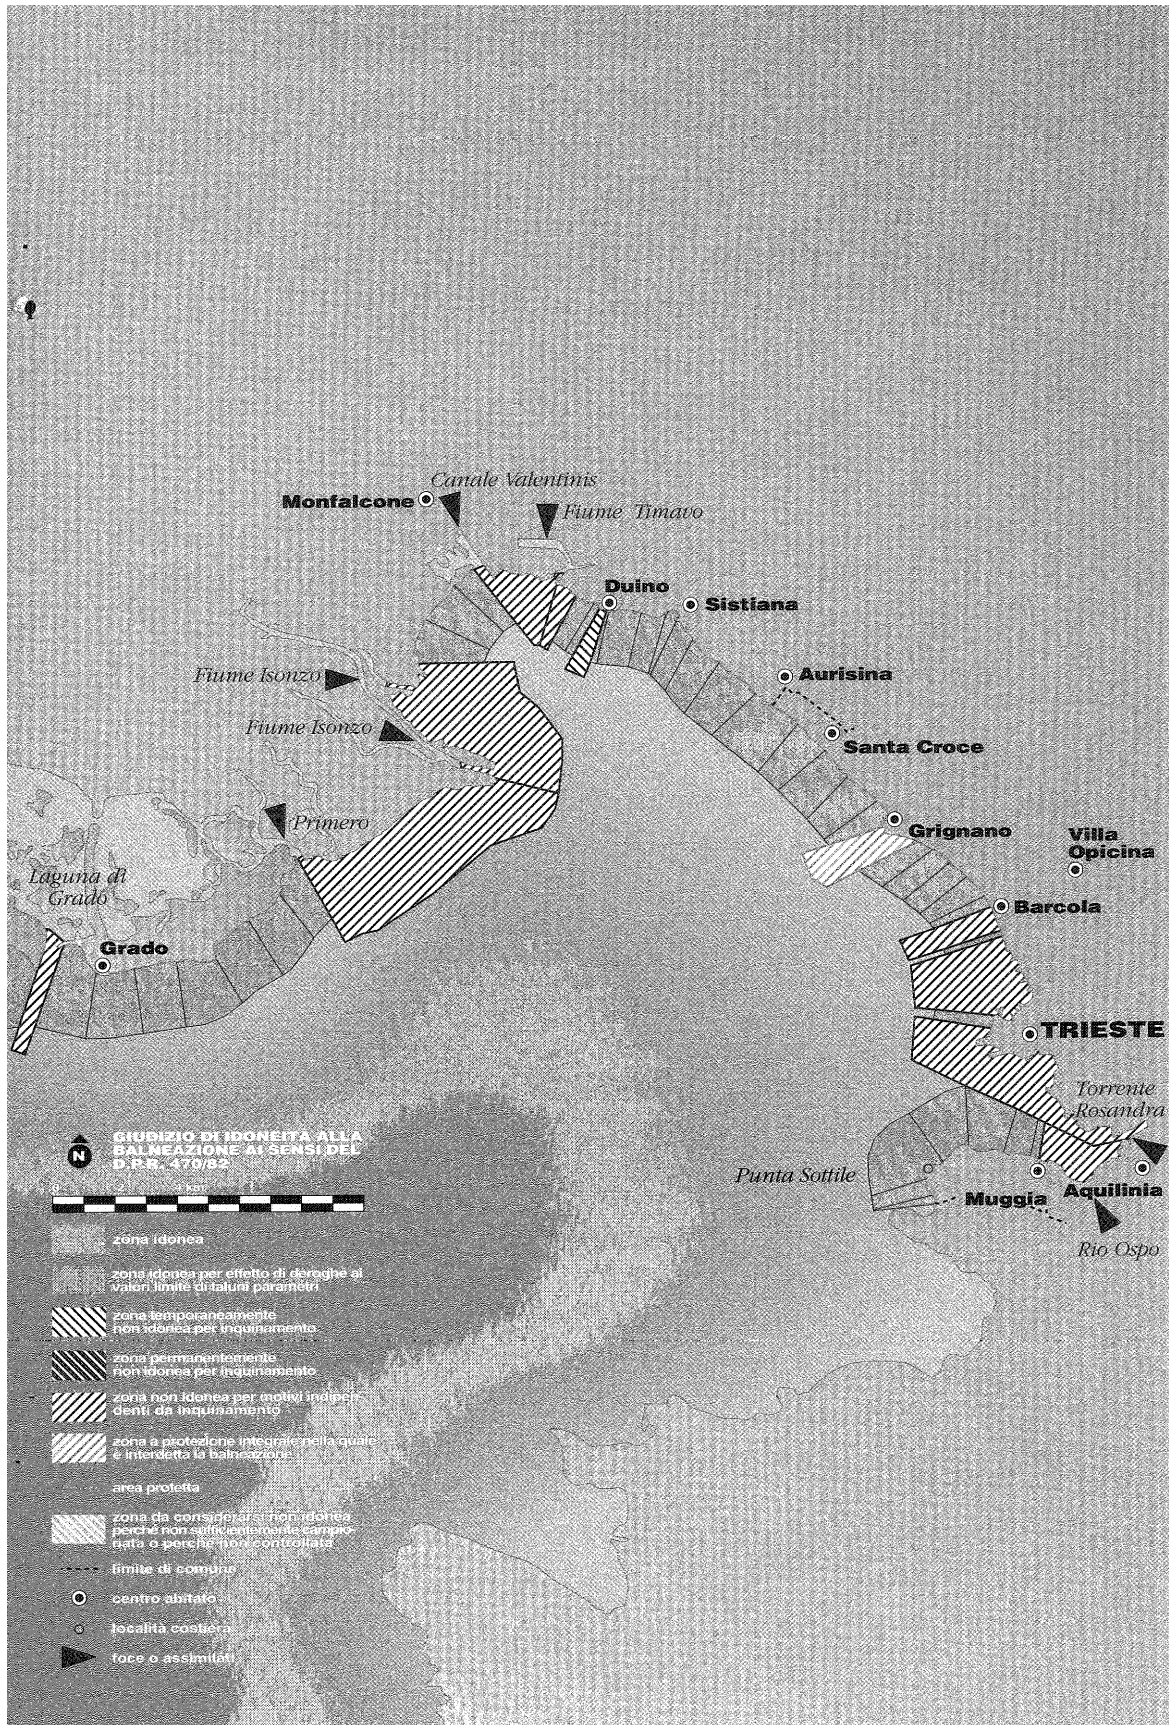 Canale Valentinis
Monfalcone
Fiume Timavo
Duino
Sistiana
Fiume Isonzo
Aurisina
Fiume Isonzo
Santa Croce
Primero
Grignano
Villa
Opicina
Laguna di
Grado
Barcola
Grado
TRIESTE
Torrente
Rosandra
Punta Sottile
Muggia
Aquilinia
Rio Ospo
N
GIUDIZIO DI IDONEITÀ ALLA
BALNEAZIONE AI SENSI DEL
D.P.R. 470/82
zona idonea
zona idonea per effetto di deroghe ai
valori limite di taluni parametri
zona temporaneamente
non idonea per inquinamento
zona permanentemente
non idonea per inquinamento
zona non idonea per motivi indipen-
denti da inquinamento
zona a protezione integrale nella quale
è interdetta la balneazione
area protetta
zona da considerarsi non idonea
perché non sufficientemente campio-
nata o perché non controllata
limite di comune
centro abitato
località costiera
foce o assimilati